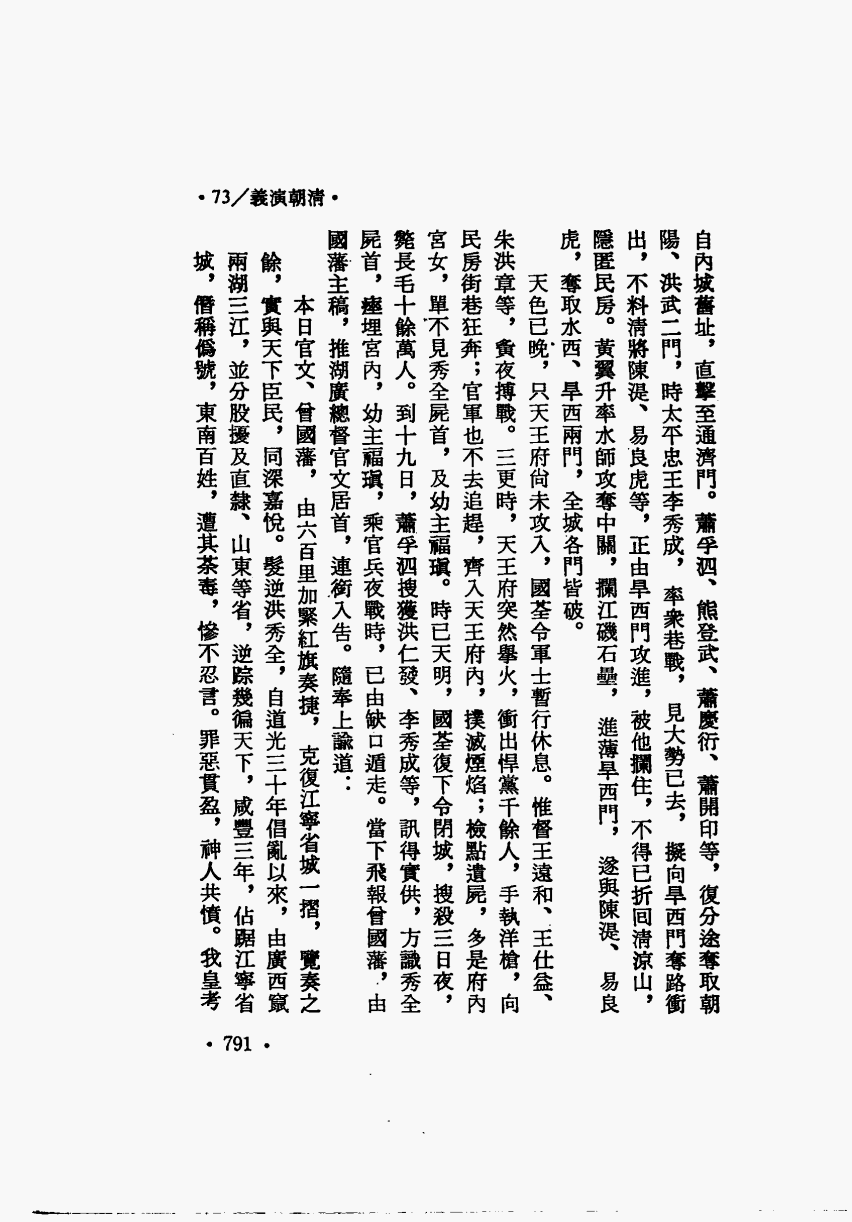 ·73／義演朝清·
自內城舊址，直擊至通濟門。蕭孚泗、熊登武、蕭慶衍、蕭開印等，復分途奪取朝
陽、洪武二門，時太平忠王李秀成，率衆巷戰，見大勢已去，擬向旱西門奪路衝
出，不料清將陳湜、易良虎等，正由旱西門攻進，被他攔住，不得已折回清涼山，
隱匿民房。黃翼升率水師攻奪中關，攔江磯石壘，進薄旱西門，遂與陳湜、易良
虎，奪取水西、旱西兩門，全城各門皆破。
天色已晚，只天王府尚未攻入，國荃令軍士暫行休息。惟督王遠和、王仕益、
朱洪章等，夤夜搏戰。三更時，天王府突然舉火，衝出悍黨千餘人，手執洋槍，向
民房街巷狂奔；官軍也不去追趕，齊入天王府內，撲滅煙焰；檢點遺屍，多是府內
宮女，單不見秀全屍首，及幼主福瑱。時已天明，國荃復下令閉城，搜殺三日夜，
斃長毛十餘萬人。到十九日，蕭孚泗搜獲洪仁發、李秀成等，訊得實供，方識秀全
屍首，瘞埋宮內，幼主福瑱，乘官兵夜戰時，已由缺口遁走。當下飛報曾國藩，由
國藩主稿，推湖廣總督官文居首，連銜入告。隨奉上諭道：
本日官文、曾國藩，由六百里加緊紅旗奏捷，克復江寧省城一摺，覽奏之
餘，實與天下臣民，同深嘉悅。髮逆洪秀全，自道光三十年倡亂以來，由廣西竄
兩湖三江，並分股擾及直隸、山東等省，逆踪幾徧天下，咸豐三年，佔踞江寧省
城，僭稱僞號，東南百姓，遭其荼毒，慘不忍言。罪惡貫盈，神人共憤。我皇考
·791·